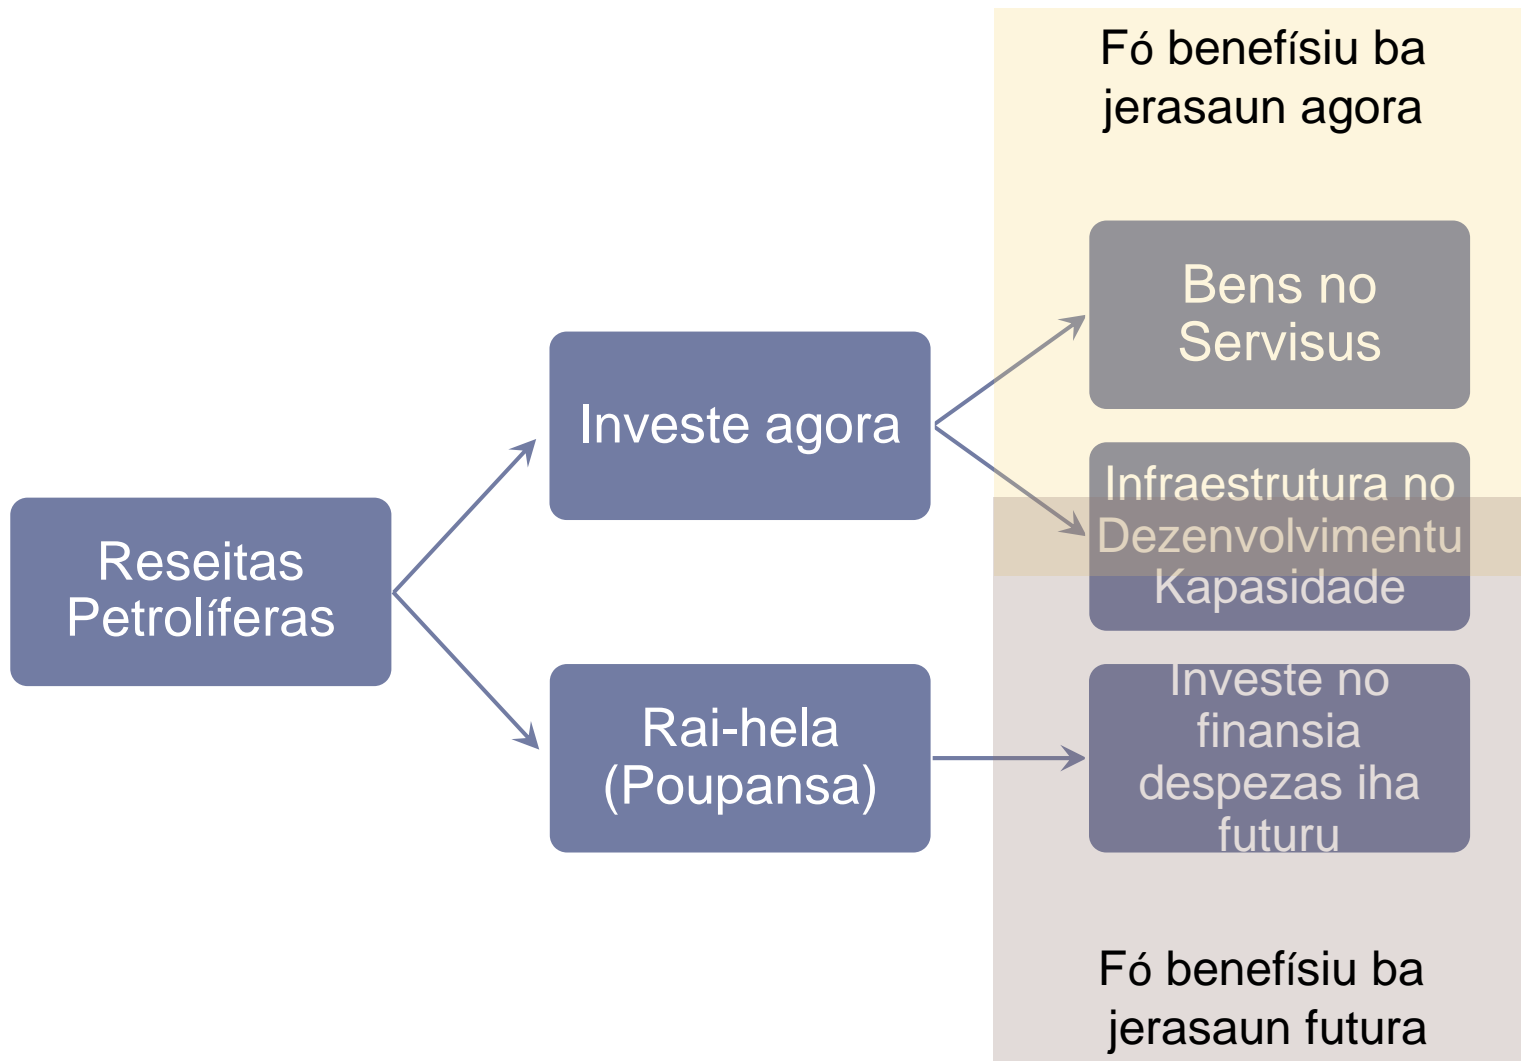 Fó benefísiu ba
jerasaun agora
Bens no
Servisus
Investe agora
Infraestrutura no
Dezenvolvimentu
Kapasidade
Reseitas
Petrolíferas
Rai-hela
(Poupansa)
Investe no
finansia
despezas iha
futuru
Fó benefísiu ba
jerasaun futura